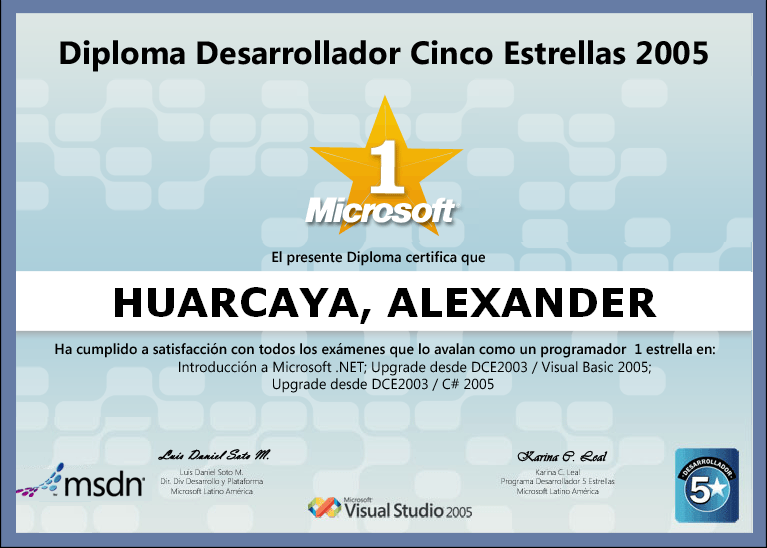 Diploma Desarrollador Cinco Estrellas 2005
1
Microsoft
El presente Diploma certifica que
HUARCAYA, ALEXANDER
Ha cumplido a satisfacción con todos los exámenes que lo avalan como un programador 1 estrella en:
Introducción a Microsoft .NET; Upgrade desde DCE2003 / Visual Basic 2005;
Upgrade desde DCE2003 / C# 2005
Luis Daniel Soto M.
Luis Daniel Soto M.
Dir. Div Desarrollo y Plataforma
Microsoft Latino América
Karina C. Leal
Karina C. Leal
Programa Desarrollador 5 Estrellas
Microsoft Latino América
msdn
Microsoft
Visual Studio 2005
DESARROLLADOR
5